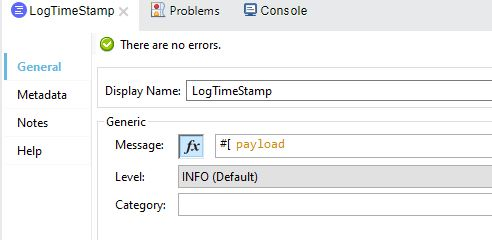 LogTimeStamp Problems Console
There are no errors.
General
Metadata
Notes
Help
Display Name: LogTimeStamp
Generic
Message: fx #[ payload
Level: INFO (Default)
Category: